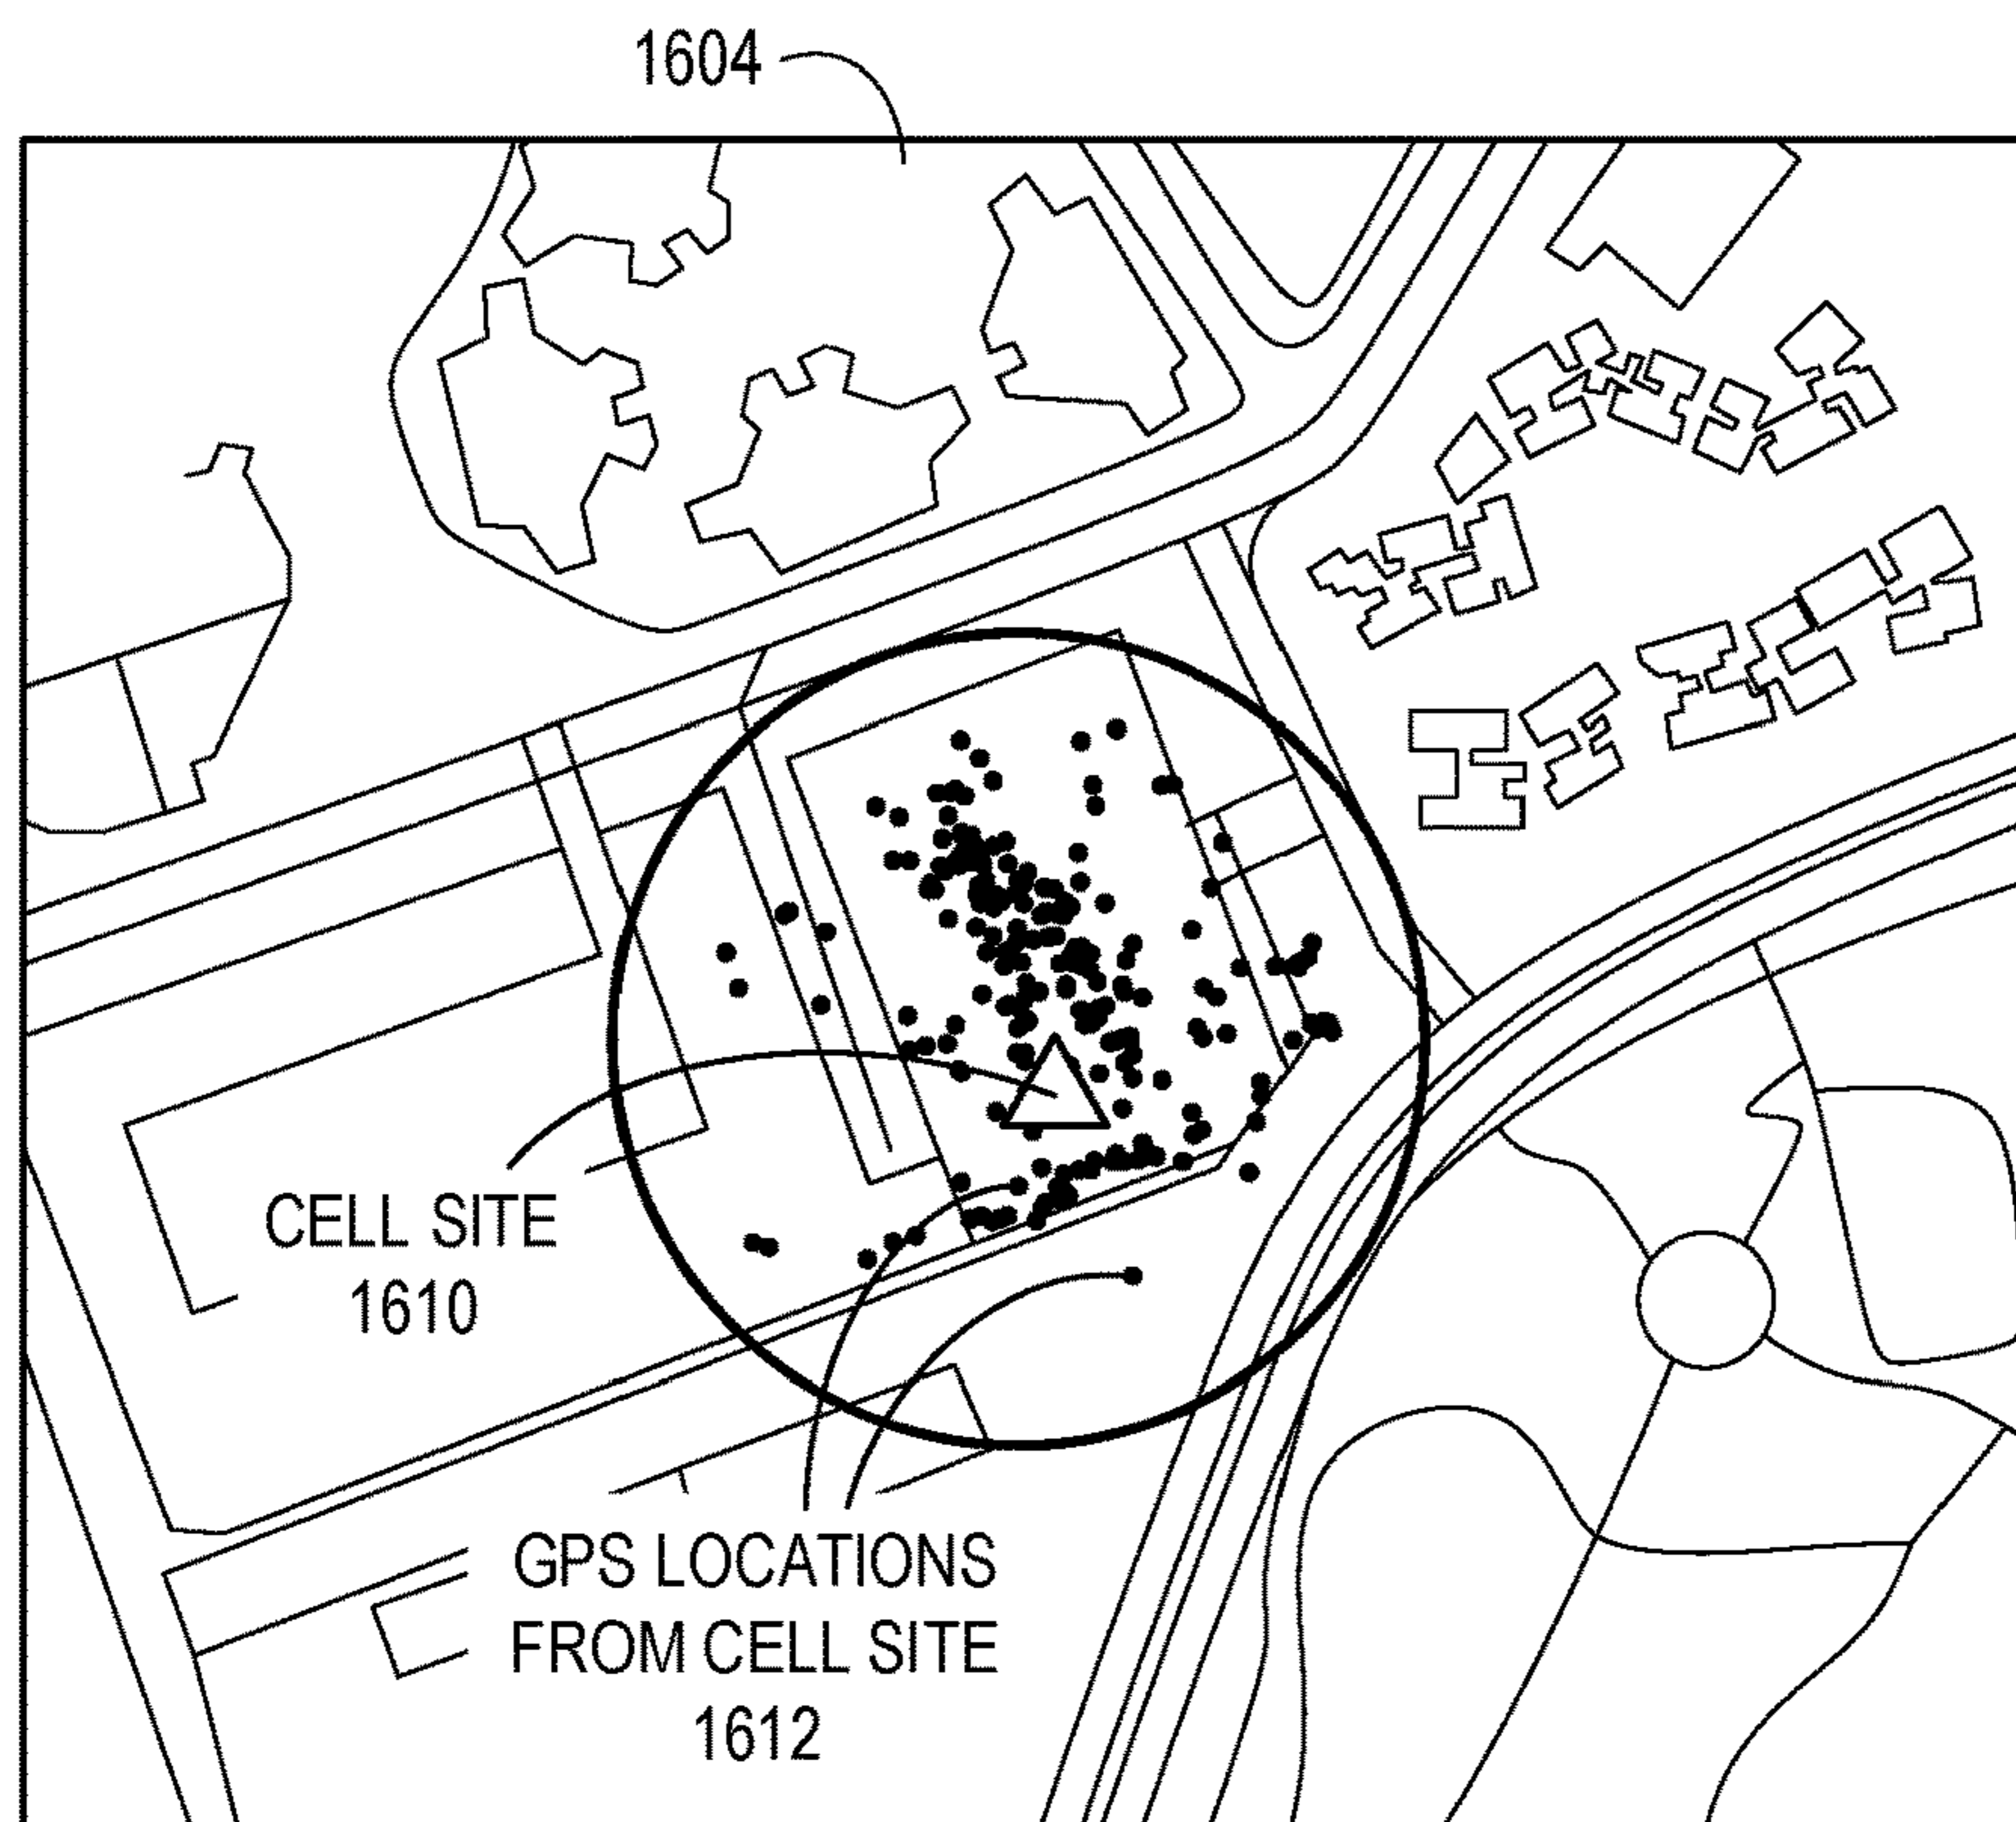 1604
CELL SITE
1610
GPS LOCATIONS
FROM CELL SITE
1612